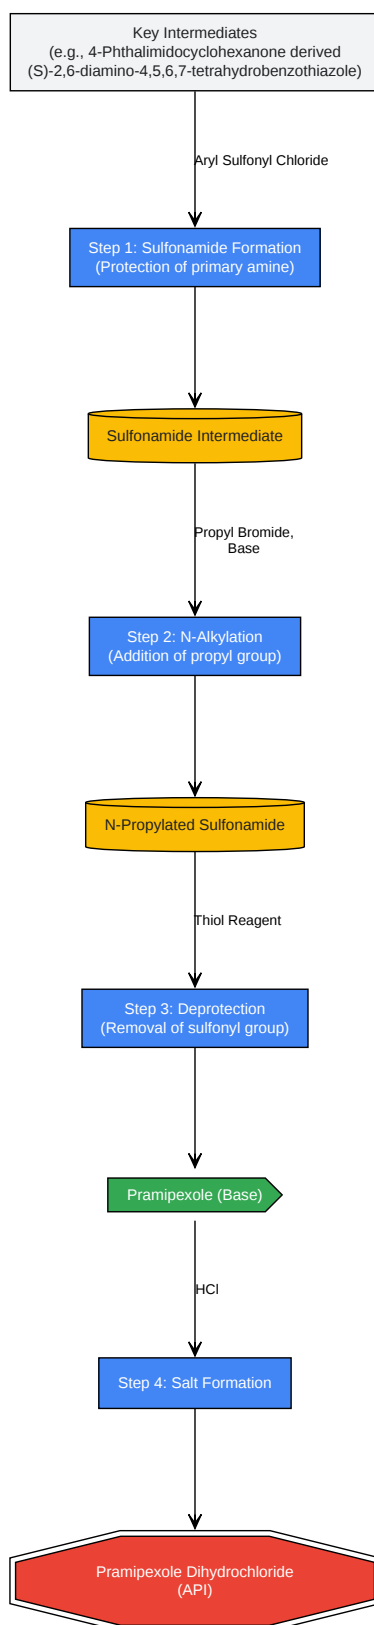 Key Intermediates
(e.g., 4-Phthalimidocyclohexanone derived
(S)-2,6-diamino-4,5,6,7-tetrahydrobenzothiazole)
Aryl Sulfonyl Chloride
Step 1: Sulfonamide Formation
(Protection of primary amine)
Sulfonamide Intermediate
Propyl Bromide,
Base
Step 2: N-Alkylation
(Addition of propyl group)
N-Propylated Sulfonamide
Thiol Reagent
Step 3: Deprotection
(Removal of sulfonyl group)
Pramipexole (Base)
HCl
Step 4: Salt Formation
Pramipexole Dihydrochloride
(API)